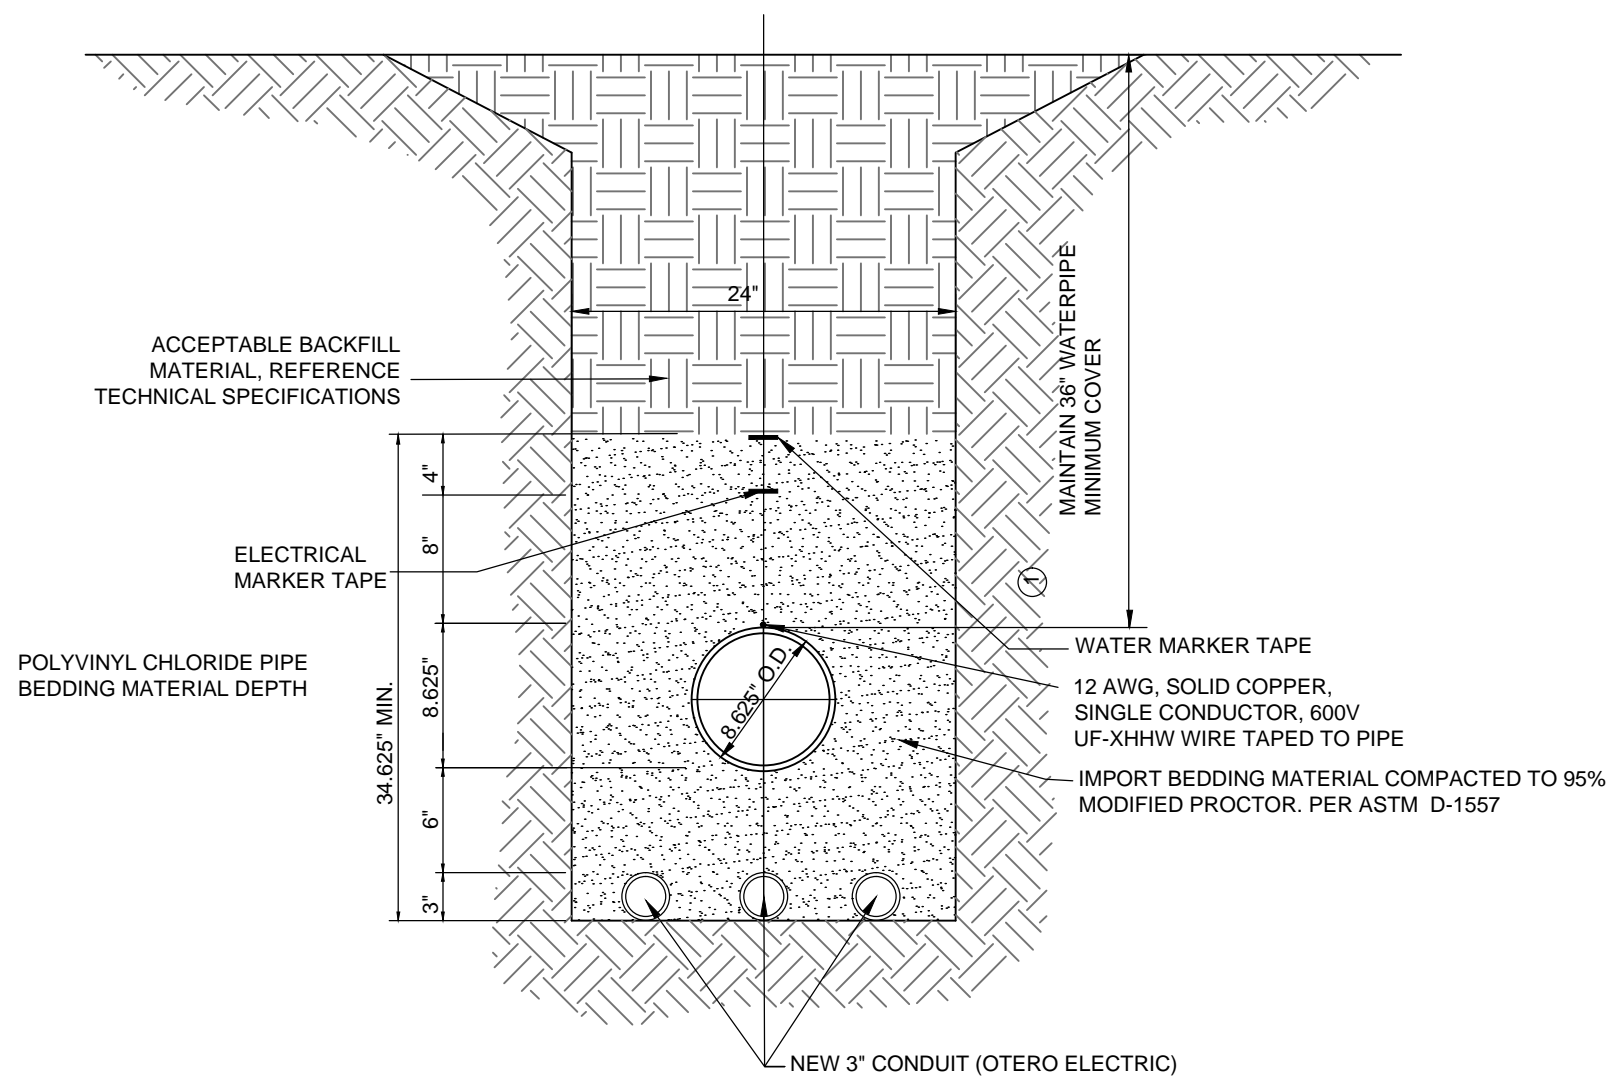 24"
ACCEPTABLE BACKFILL
MATERIAL, REFERENCE
TECHNICAL SPECIFICATIONS
MAINTAIN 36" WATERPIPE
MINIMUM COVER
4"
8"
ELECTRICAL
MARKER TAPE
1
POLYVINYL CHLORIDE PIPE
BEDDING MATERIAL DEPTH
34.625" MIN.
8.625"
8.625" O.D.
6"
3"
WATER MARKER TAPE
12 AWG, SOLID COPPER,
SINGLE CONDUCTOR, 600V
UF-XHHW WIRE TAPED TO PIPE
IMPORT BEDDING MATERIAL COMPACTED TO 95%
MODIFIED PROCTOR. PER ASTM D-1557
NEW 3" CONDUIT (OTERO ELECTRIC)